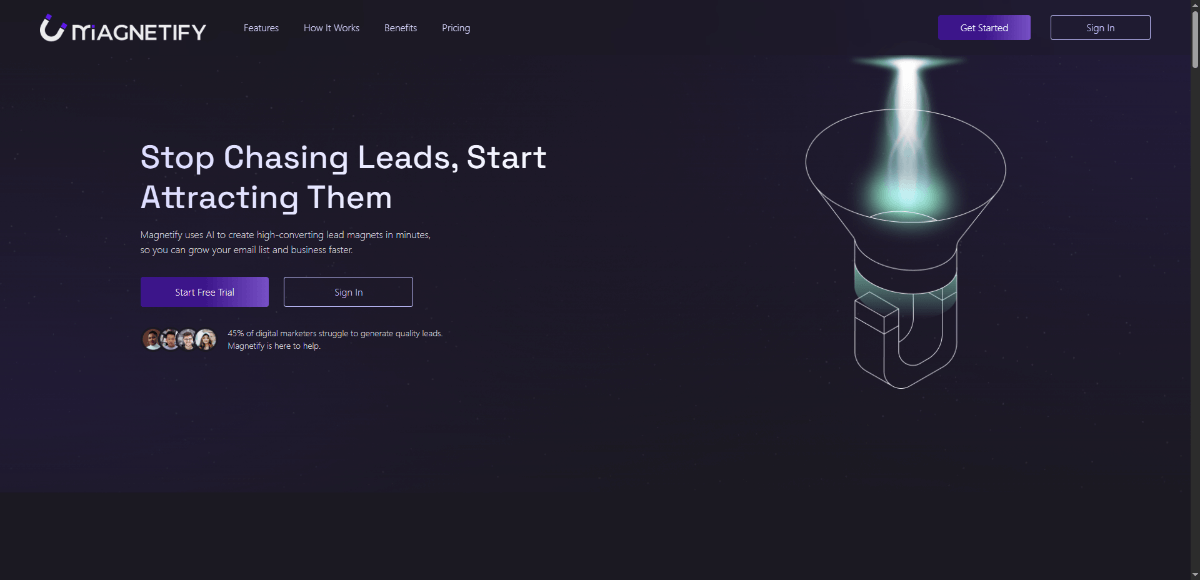 MAGNETIFY
Features
How It Works
Benefits
Pricing
Get Started
Sign In
Stop Chasing Leads, Start
Attracting Them
Magnetify uses AI to create high-converting lead magnets in minutes,
so you can grow your email list and business faster.
Start Free Trial
Sign In
45% of digital marketers struggle to generate quality leads.
Magnetify is here to help.